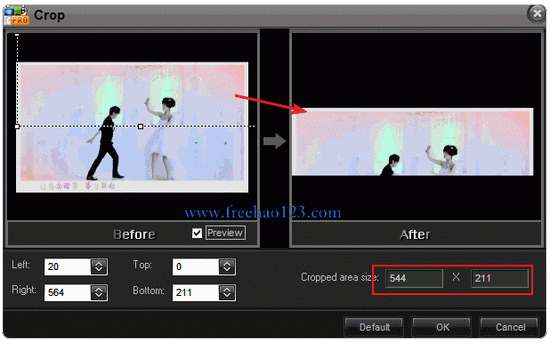 PRO
Crop
www.freehao123.com
Before
Preview
After
Left: 20
Top: 0
Right: 564
Bottom: 211
Cropped area size: 544 X 211
Default
OK
Cancel